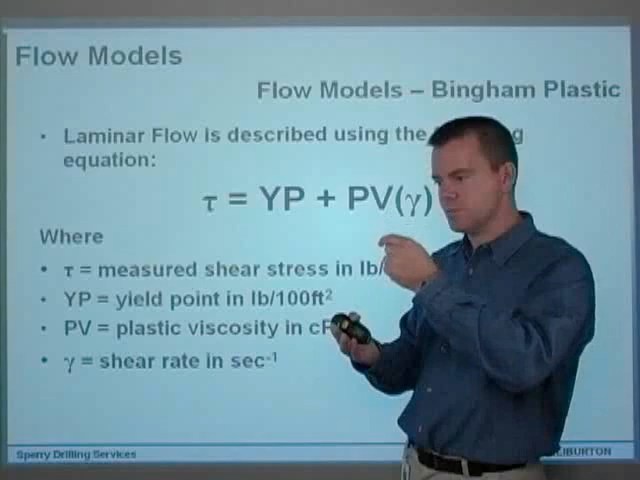 Flow Models
Flow Models – Bingham Plastic
• Laminar Flow is described using the
equation:
τ = YP + PV(γ)
Where
• τ = measured shear stress in lb/
• YP = yield point in lb/100ft²
• PV = plastic viscosity in cP
• γ = shear rate in sec⁻¹
Sperry Drilling Services
LIBURTON